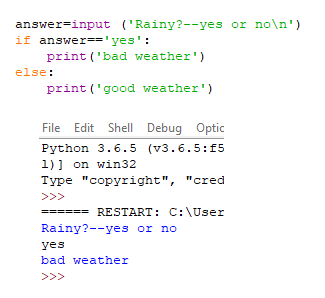 answer=input ('Rainy?--yes or no\n')
if answer=='yes':
    print('bad weather')
else:
    print('good weather')
File Edit Shell Debug Optic
Python 3.6.5 (v3.6.5:f5
l)] on win32
Type "copyright", "cred
>>>
====== RESTART: C:\User
Rainy?--yes or no
yes
bad weather
>>>